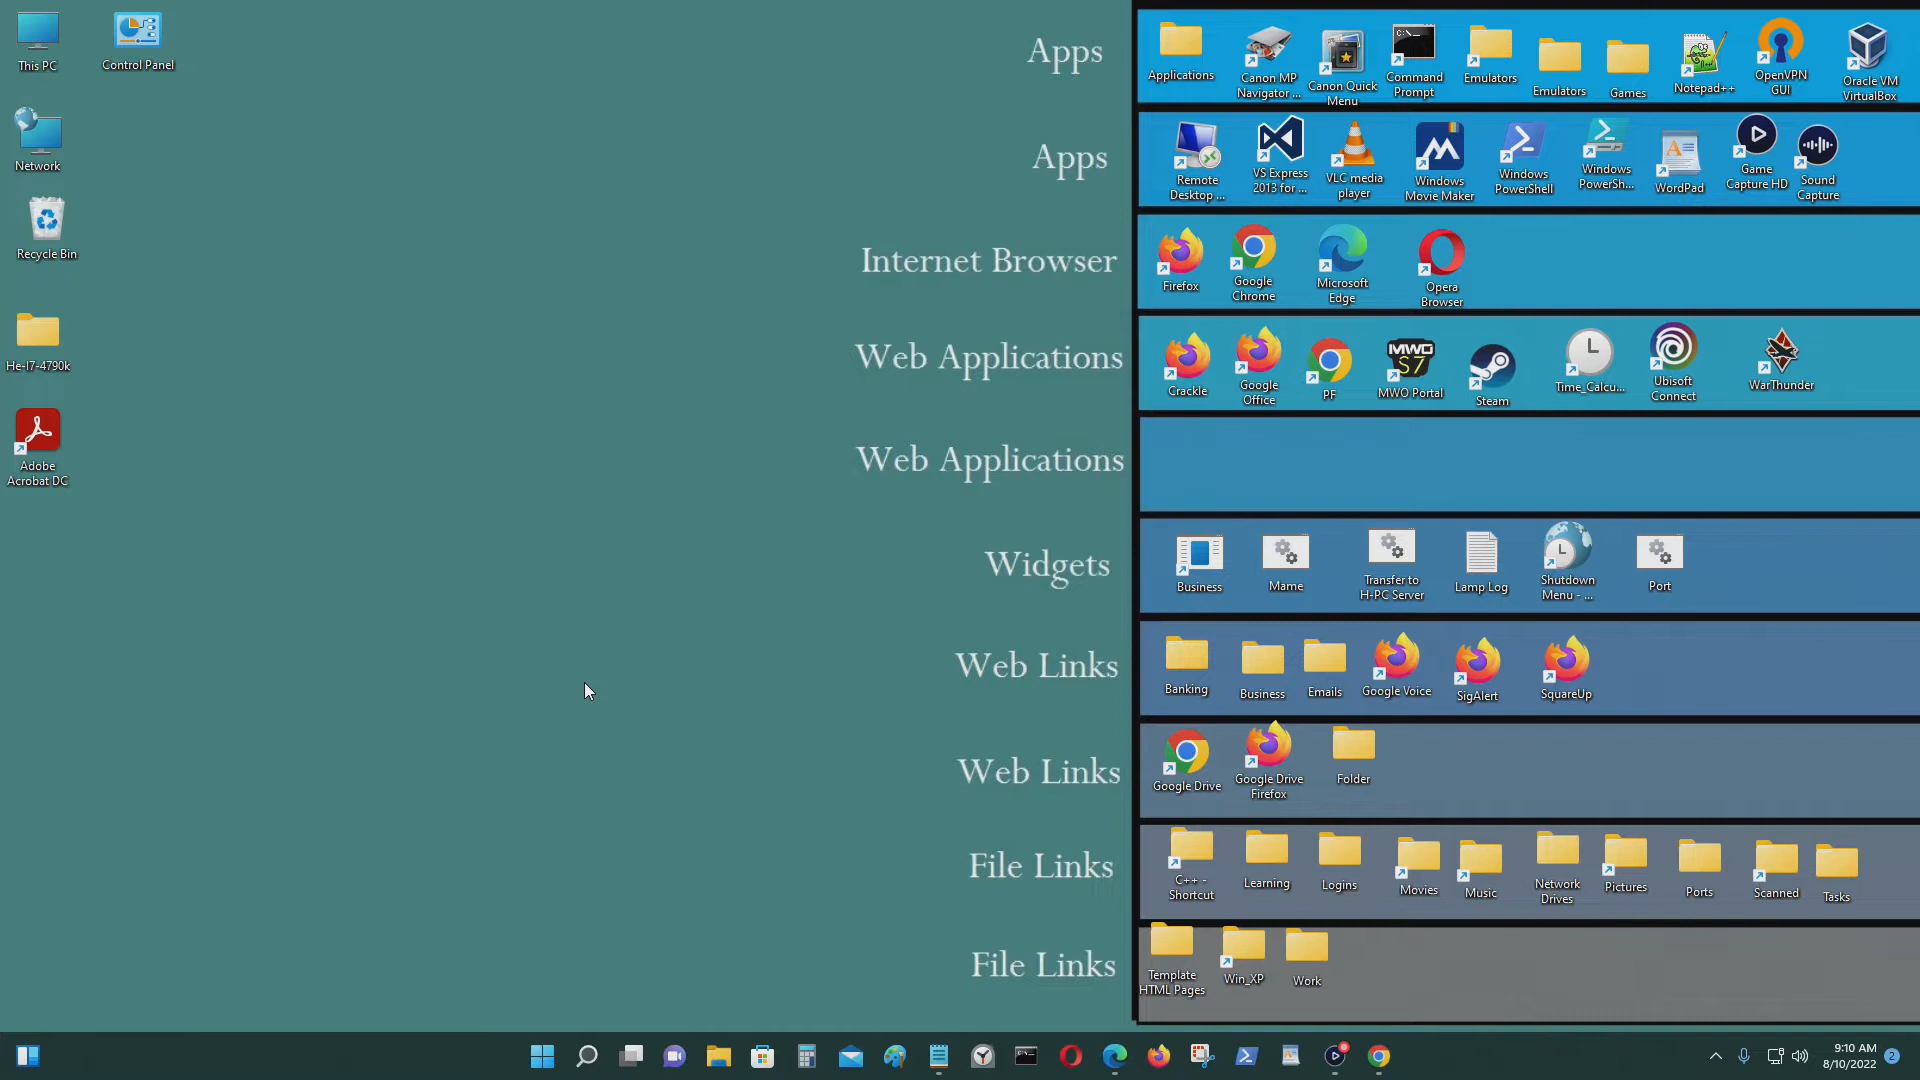 This PC
Control Panel
Network
Recycle Bin
He-I7-4790k
Adobe
Acrobat DC
Apps
Applications
Canon MP
Navigator ...
Canon Quick
Menu
C:\_
Command
Prompt
Emulators
Emulators
Games
Notepad++
OpenVPN
GUI
Oracle VM
VirtualBox
Apps
Remote
Desktop ...
VS Express
2013 for ...
VLC media
player
Windows
Movie Maker
Windows
PowerShell
Windows
PowerSh...
WordPad
Game
Capture HD
Sound
Capture
Internet Browser
Firefox
Google
Chrome
Microsoft
Edge
Opera
Browser
Web Applications
Crackle
Google
Office
PF
MWO
S7
MWO Portal
Steam
Time_Calcu...
Ubisoft
Connect
WarThunder
Web Applications
Widgets
Business
Mame
Transfer to
H-PC Server
Lamp Log
Shutdown
Menu - ...
Port
Web Links
Banking
Business
Emails
Google Voice
SigAlert
SquareUp
Web Links
Google Drive
Google Drive
Firefox
Folder
File Links
C++ -
Shortcut
Learning
Logins
Movies
Music
Network
Drives
Pictures
Ports
Scanned
Tasks
File Links
Template
HTML Pages
Win_XP
Work
9:10 AM
8/10/2022
2